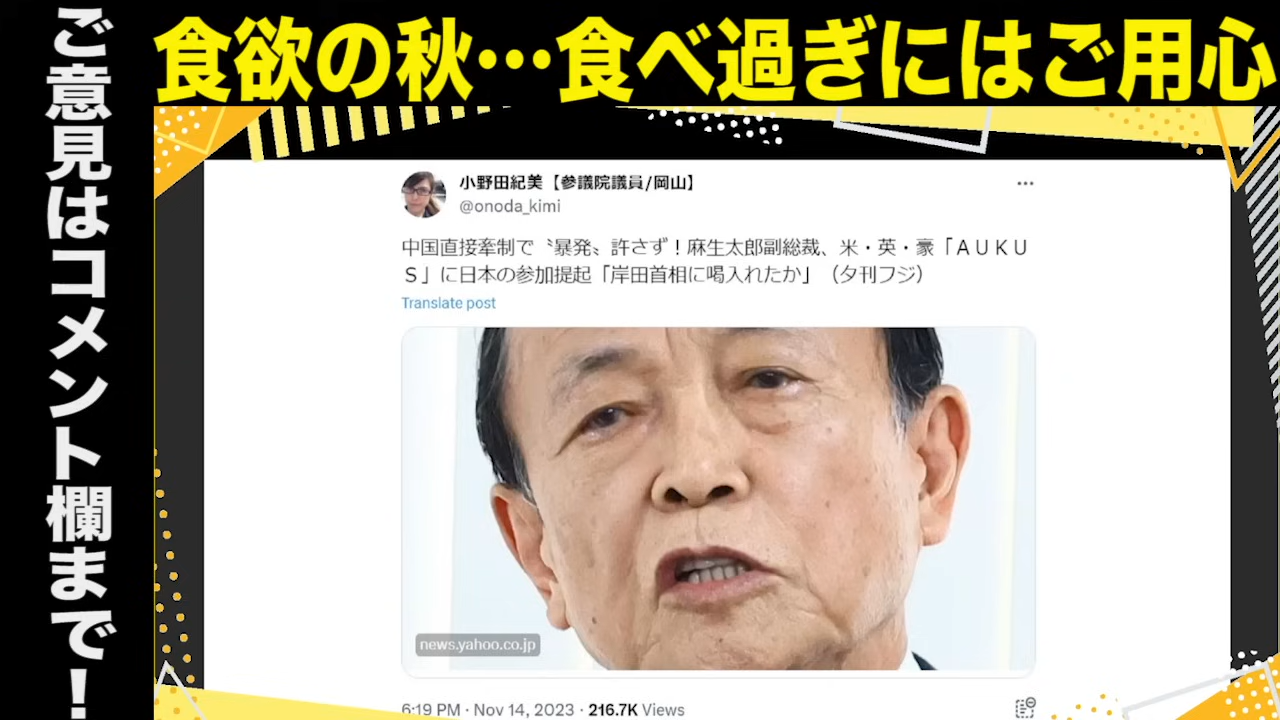 食欲の秋…食べ過ぎにはご用心
ご意見はコメント欄まで！
小野田紀美【参議院議員/岡山】
@onoda_kimi
中国直接牽制で〝暴発〟許さず！麻生太郎副総裁、米・英・豪「ＡＵＫＵ
Ｓ」に日本の参加提起「岸田首相に喝入れたか」（夕刊フジ）
Translate post
news.yahoo.co.jp
6:19 PM · Nov 14, 2023 · 216.7K Views